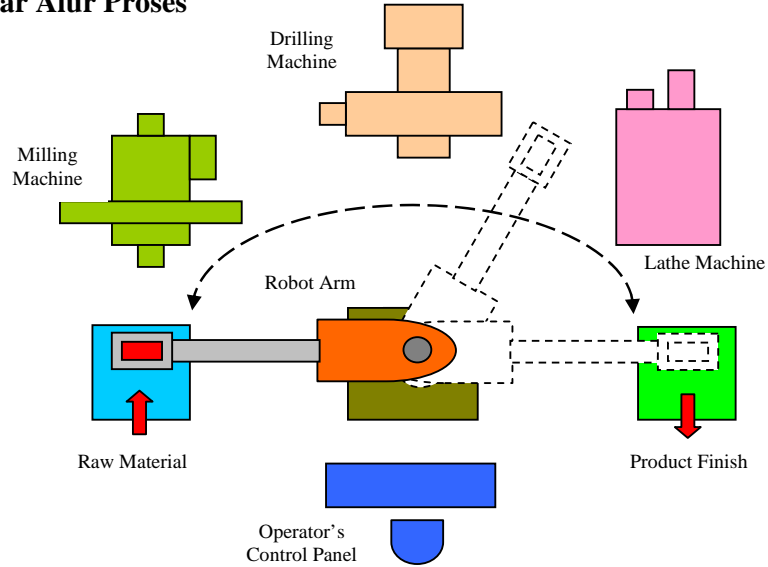 ar Alur Proses
Drilling
Machine
Milling
Machine
Lathe Machine
Robot Arm
Raw Material
Product Finish
Operator's
Control Panel